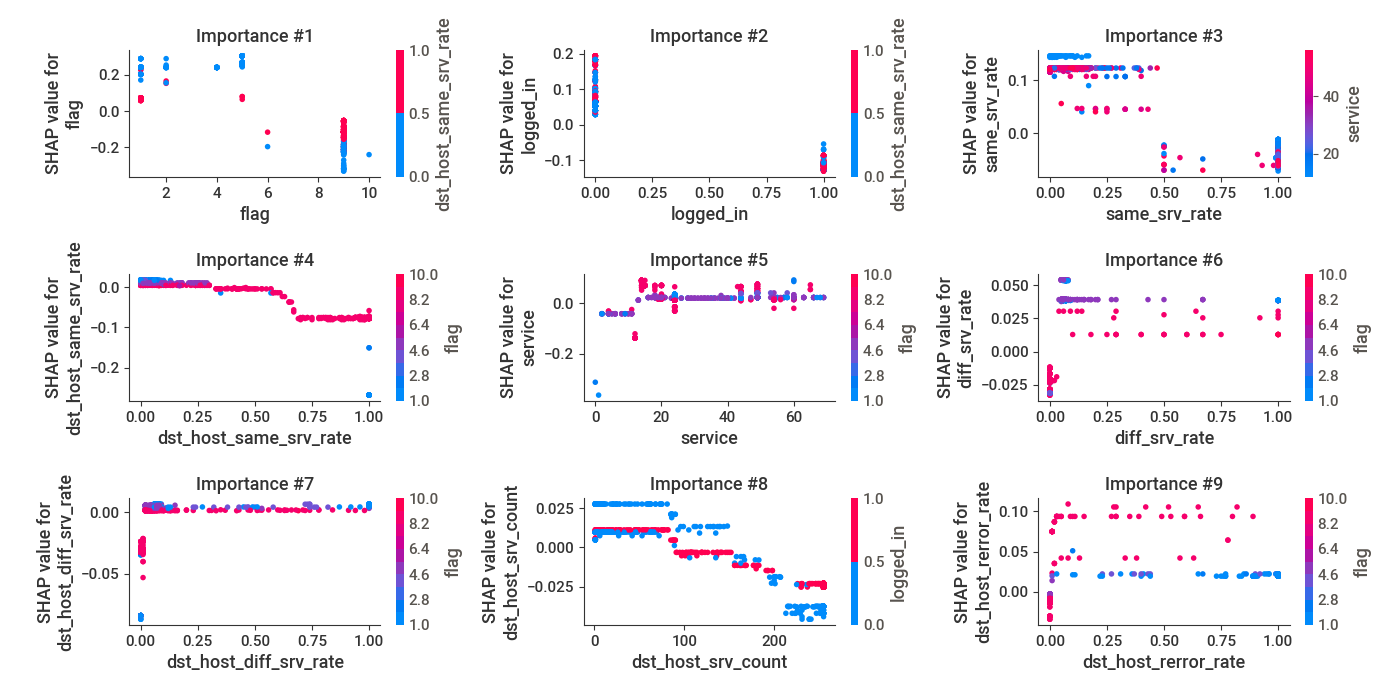 Importance #1
SHAP value for
flag
0.2
0.0
−0.2
2
4
6
8
10
flag
1.0
0.5
0.0
dst_host_same_srv_rate
Importance #2
SHAP value for
logged_in
0.2
0.1
0.0
−0.1
0.00
0.25
0.50
0.75
1.00
logged_in
1.0
0.5
0.0
dst_host_same_srv_rate
Importance #3
SHAP value for
same_srv_rate
0.1
0.0
0.00
0.25
0.50
0.75
1.00
same_srv_rate
40
20
service
Importance #4
SHAP value for
dst_host_same_srv_rate
0.0
−0.1
−0.2
0.00
0.25
0.50
0.75
1.00
dst_host_same_srv_rate
10.0
8.2
6.4
4.6
2.8
1.0
flag
Importance #5
SHAP value for
service
0.0
−0.2
0
20
40
60
service
10.0
8.2
6.4
4.6
2.8
1.0
flag
Importance #6
SHAP value for
diff_srv_rate
0.050
0.025
0.000
−0.025
0.00
0.25
0.50
0.75
1.00
diff_srv_rate
10.0
8.2
6.4
4.6
2.8
1.0
flag
Importance #7
SHAP value for
dst_host_diff_srv_rate
0.00
−0.05
0.00
0.25
0.50
0.75
1.00
dst_host_diff_srv_rate
10.0
8.2
6.4
4.6
2.8
1.0
flag
Importance #8
SHAP value for
dst_host_srv_count
0.025
0.000
−0.025
0
100
200
dst_host_srv_count
1.0
0.5
0.0
logged_in
Importance #9
SHAP value for
dst_host_rerror_rate
0.10
0.05
0.00
0.00
0.25
0.50
0.75
1.00
dst_host_rerror_rate
10.0
8.2
6.4
4.6
2.8
1.0
flag